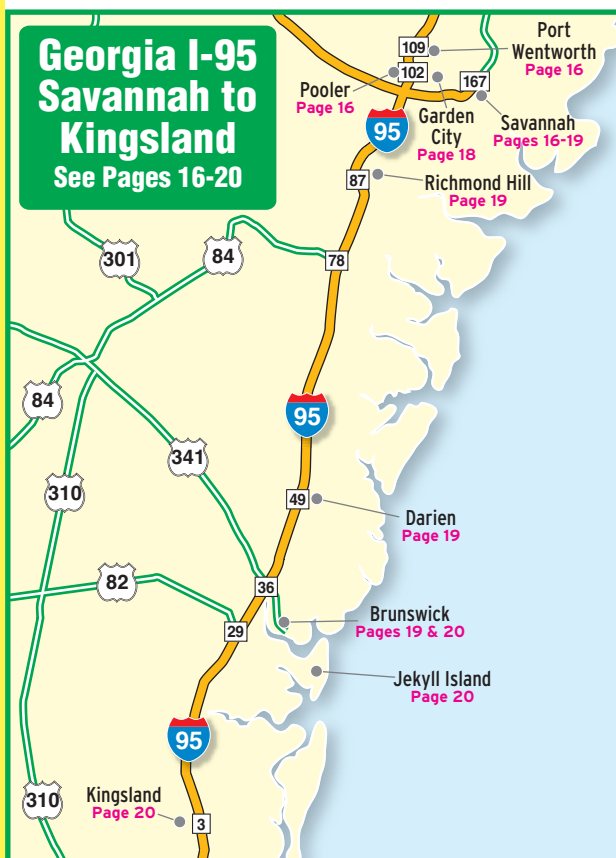 Georgia I-95
Savannah to
Kingsland
See Pages 16-20
Port
Wentworth
Page 16
109
102
167
Pooler
Page 16
Garden
City
Page 18
Savannah
Pages 16-19
95
87
Richmond Hill
Page 19
301
84
78
84
95
341
310
49
Darien
Page 19
82
36
29
Brunswick
Pages 19 & 20
Jekyll Island
Page 20
95
310
Kingsland
Page 20
3